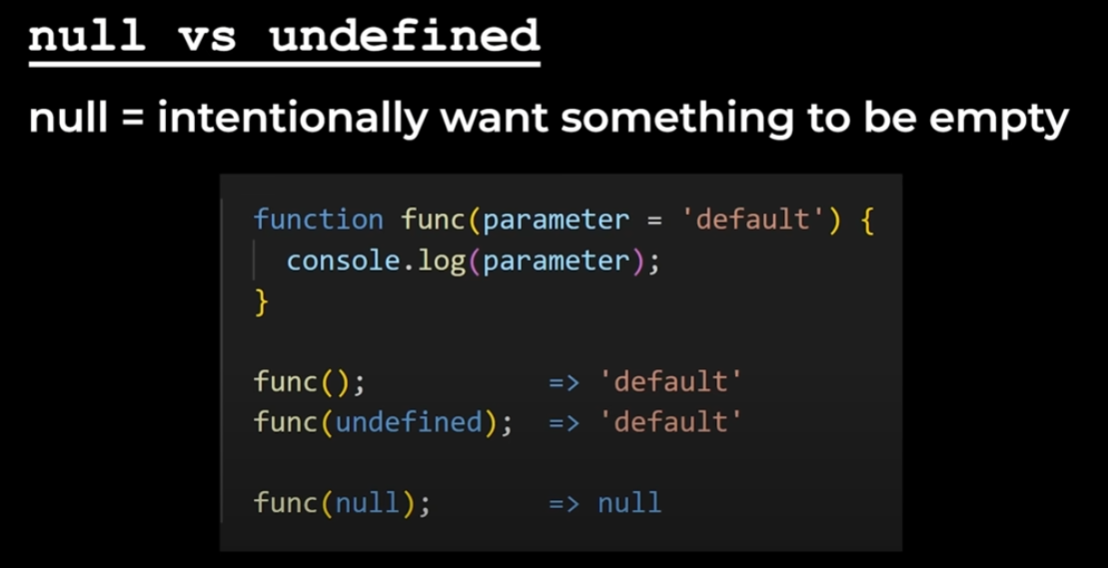 null vs undefined
null = intentionally want something to be empty
function func(parameter = 'default') {
  console.log(parameter);
}
func();              => 'default'
func(undefined);  => 'default'
func(null);          => null